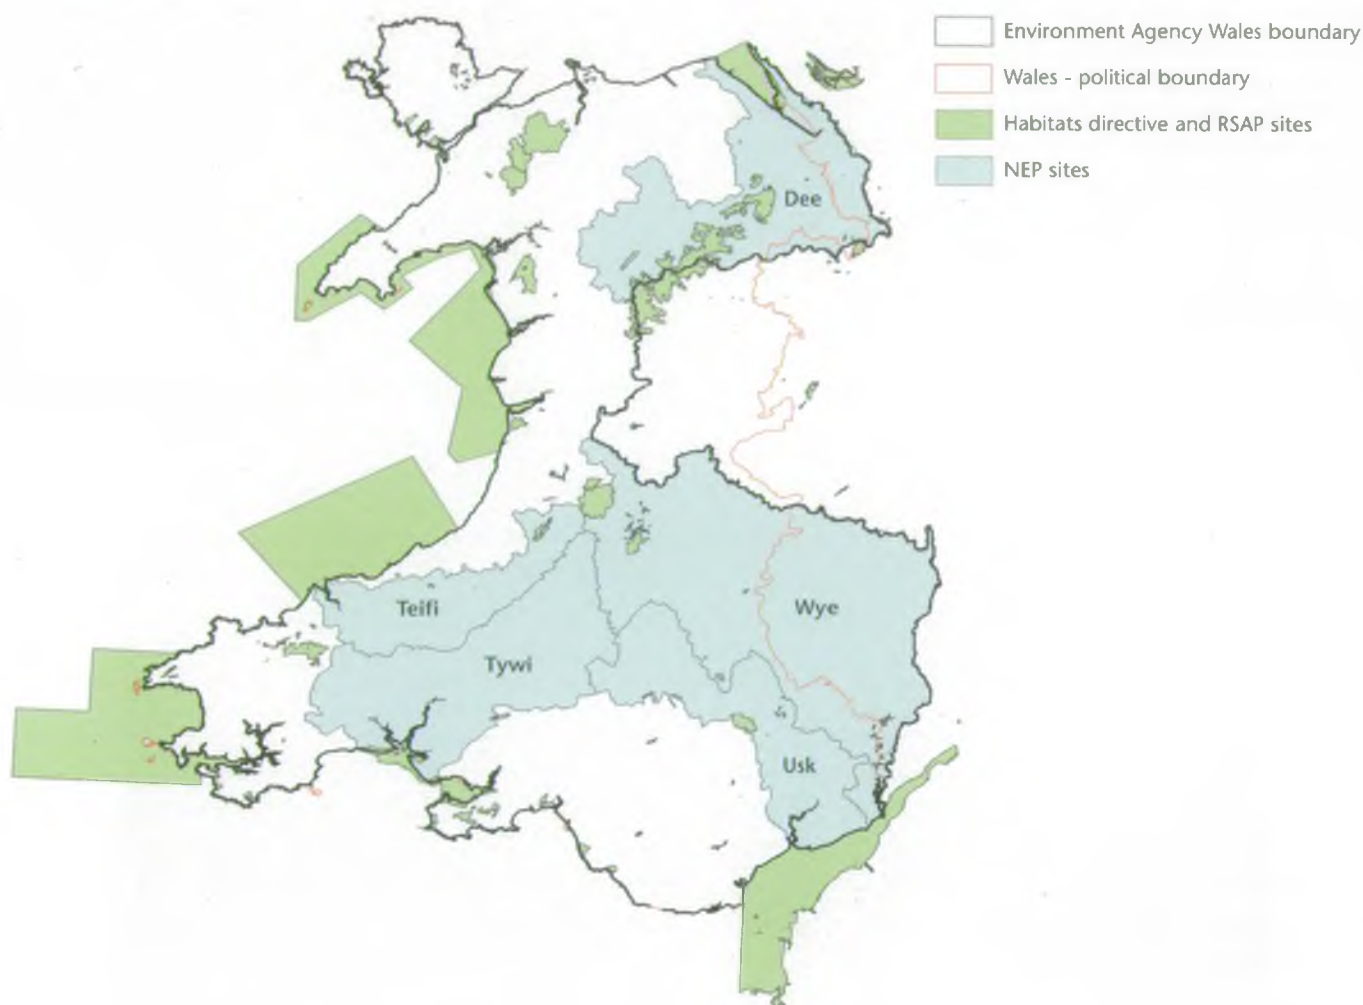 Environment Agency Wales boundary
Wales - political boundary
Habitats directive and RSAP sites
NEP sites
Dee
Teifi
Wye
Tywi
Usk